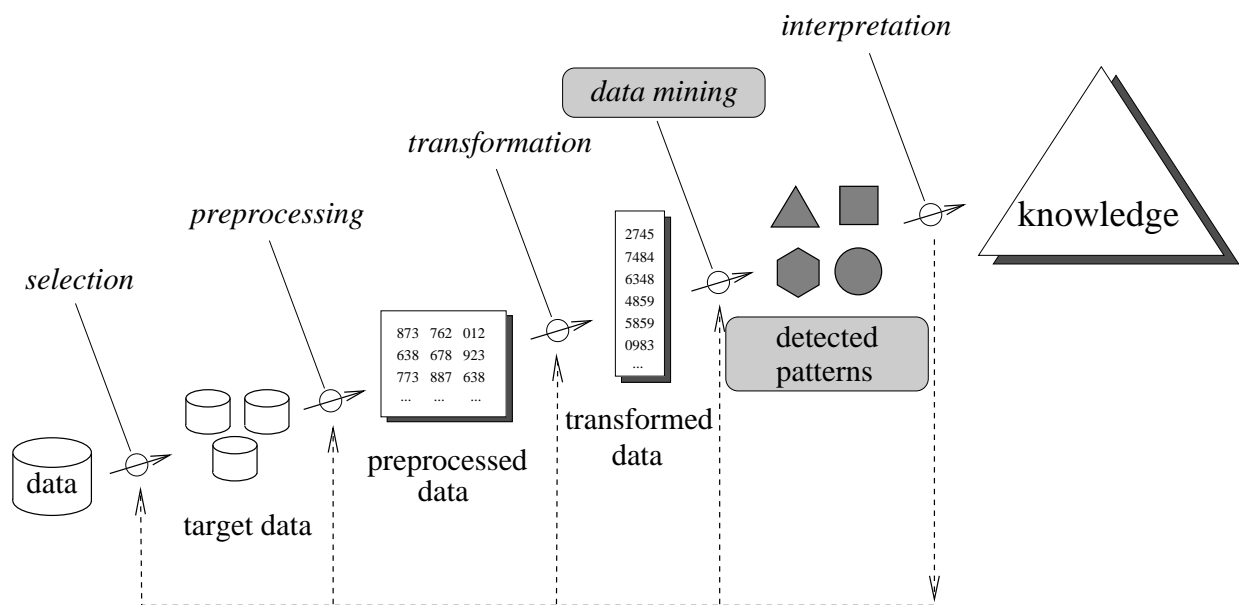 interpretation
data mining
transformation
preprocessing
selection
data
target data
873 762 012
638 678 923
773 887 638
... ... ...
preprocessed
data
2745
7484
6348
4859
5859
0983
...
transformed
data
detected
patterns
knowledge